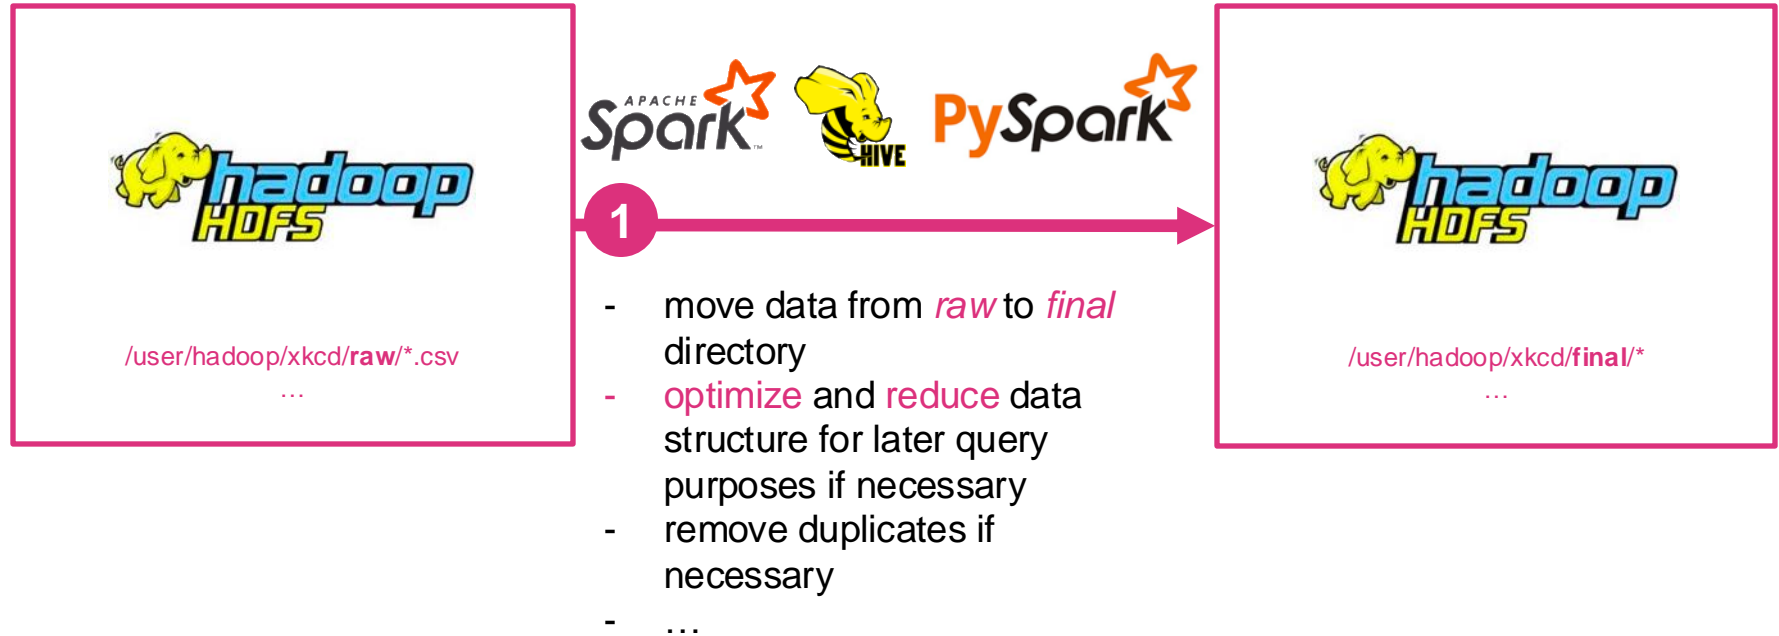 hadoop
HDFS
/user/hadoop/xkcd/raw/*.csv
…
APACHE
Spark™
HIVE
PySpark
1
- move data from raw to final
directory
- optimize and reduce data
structure for later query
purposes if necessary
- remove duplicates if
necessary
- …
hadoop
HDFS
/user/hadoop/xkcd/final/*
…